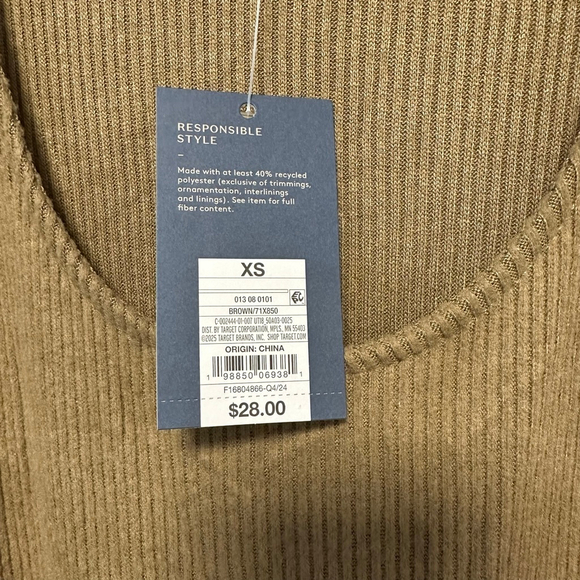 RESPONSIBLE
STYLE
–
Made with at least 40% recycled
polyester (exclusive of trimmings,
ornamentation, interlinings
and linings). See item for full
fiber content.
XS
013 08 0101
BROWN/71X850
C-002444-01-007 UT18_S0A03-0025
DIST. BY TARGET CORPORATION, MPLS, MN 55403
©2025 TARGET BRANDS, INC. SHOP TARGET.COM
ORIGIN: CHINA
1 98850 06938 1
F16804866-Q4/24
$28.00